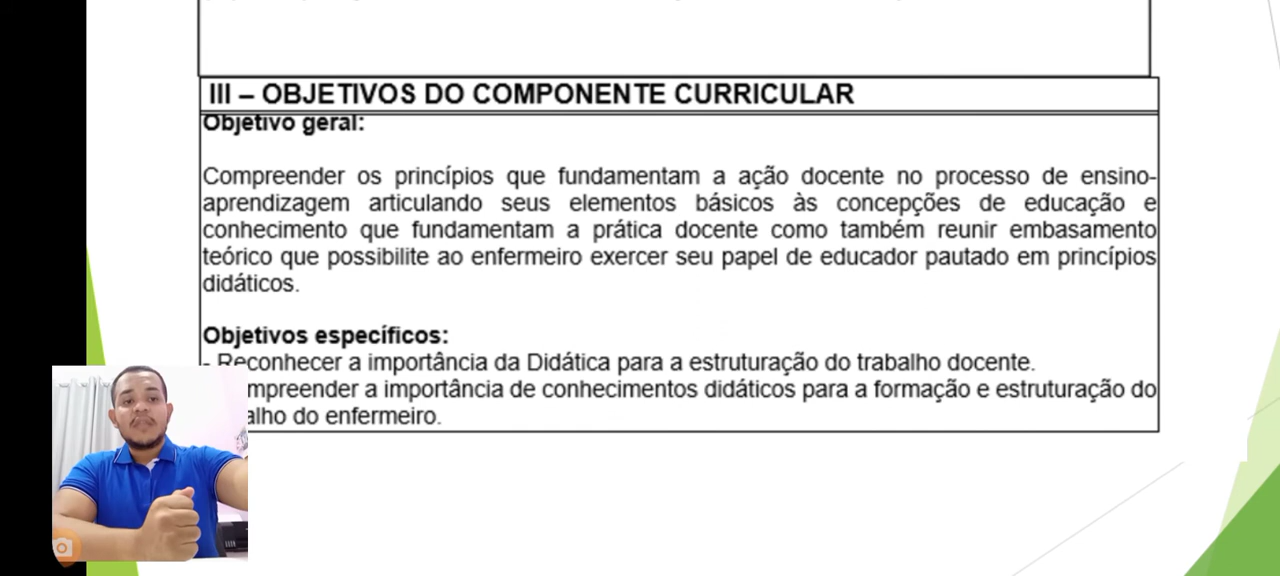 III – OBJETIVOS DO COMPONENTE CURRICULAR
Objetivo geral:
Compreender os princípios que fundamentam a ação docente no processo de ensino-
aprendizagem articulando seus elementos básicos às concepções de educação e
conhecimento que fundamentam a prática docente como também reunir embasamento
teórico que possibilite ao enfermeiro exercer seu papel de educador pautado em princípios
didáticos.
Objetivos específicos:
- Reconhecer a importância da Didática para a estruturação do trabalho docente.
mpreender a importância de conhecimentos didáticos para a formação e estruturação do
alho do enfermeiro.